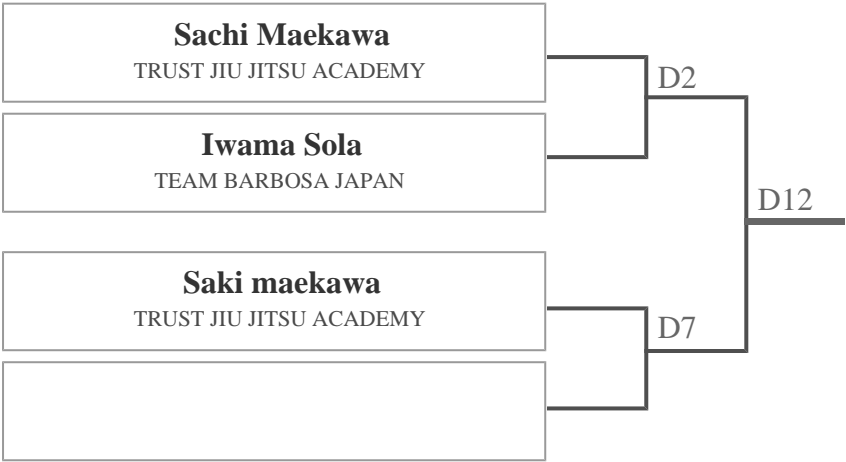 Sachi Maekawa
TRUST JIU JITSU ACADEMY
D2
Iwama Sola
TEAM BARBOSA JAPAN
D12
Saki maekawa
TRUST JIU JITSU ACADEMY
D7